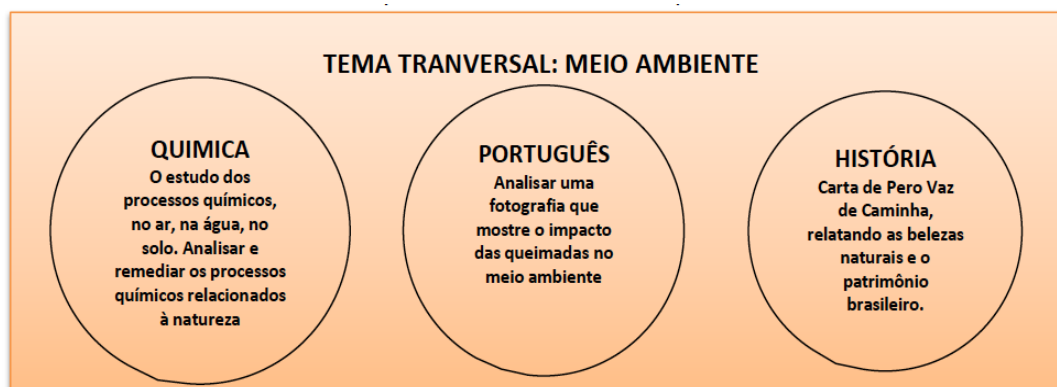 TEMA TRANVERSAL: MEIO AMBIENTE
QUIMICA
O estudo dos
processos químicos,
no ar, na água, no
solo. Analisar e
remediar os processos
químicos relacionados
à natureza
PORTUGUÊS
Analisar uma
fotografia que
mostre o impacto
das queimadas no
meio ambiente
HISTÓRIA
Carta de Pero Vaz
de Caminha,
relatando as belezas
naturais e o
patrimônio
brasileiro.